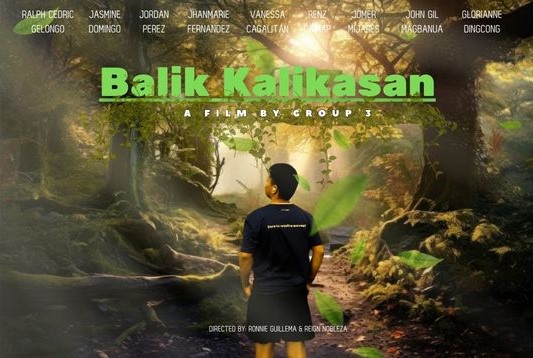 RALPH CEDRIC JASMINE JORDAN JHANMARIE VANESSA RENZ JOMER JOHN GIL GLORIANNE
GELONGO DOMINGO PEREZ FERNANDEZ CAGALITAN MIJARES MAGBANUA DINGCONG
Balik Kalikasan
A FILM BY GROUP 3
DIRECTED BY: RONNIE GUILLEMA & REIGN NOBLEZA